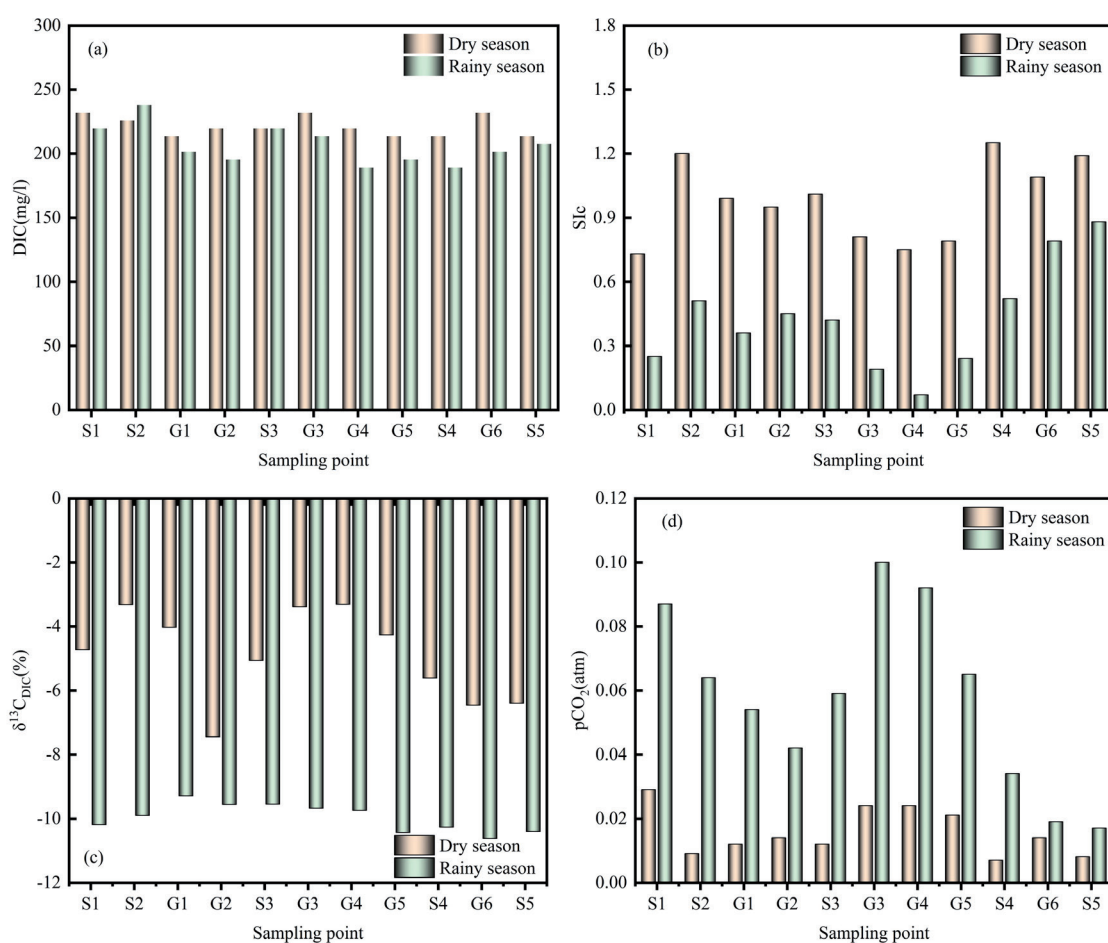 (a)
Dry season
Rainy season
DIC(mg/l)
300
250
200
150
100
50
0
S1 S2 G1 G2 S3 G3 G4 G5 S4 G6 S5
Sampling point
(b)
Dry season
Rainy season
SIc
1.8
1.5
1.2
0.9
0.6
0.3
0.0
S1 S2 G1 G2 S3 G3 G4 G5 S4 G6 S5
Sampling point
δ¹³C_DIC(%)
0
-2
-4
-6
-8
-10
-12
(c)
Dry season
Rainy season
S1 S2 G1 G2 S3 G3 G4 G5 S4 G6 S5
Sampling point
(d)
Dry season
Rainy season
pCO₂(atm)
0.12
0.10
0.08
0.06
0.04
0.02
0.00
S1 S2 G1 G2 S3 G3 G4 G5 S4 G6 S5
Sampling point